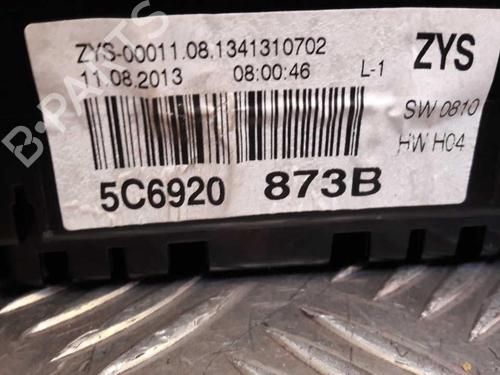 ZYS-00011.08.1341310702 ZYS
11.08.2013 08:00:46 L-1
SW 0810
HW H04
5C6920 873B
B-PARTS